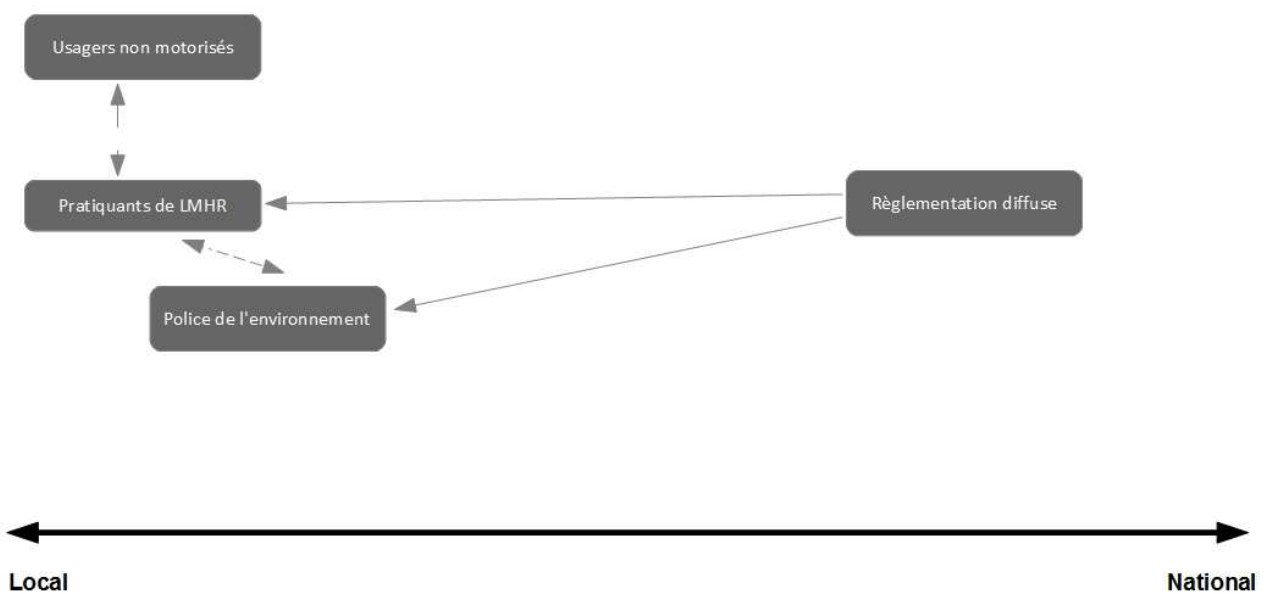 Usagers non motorisés
Pratiquants de LMHR
Règlementation diffuse
Police de l'environnement
Local
National